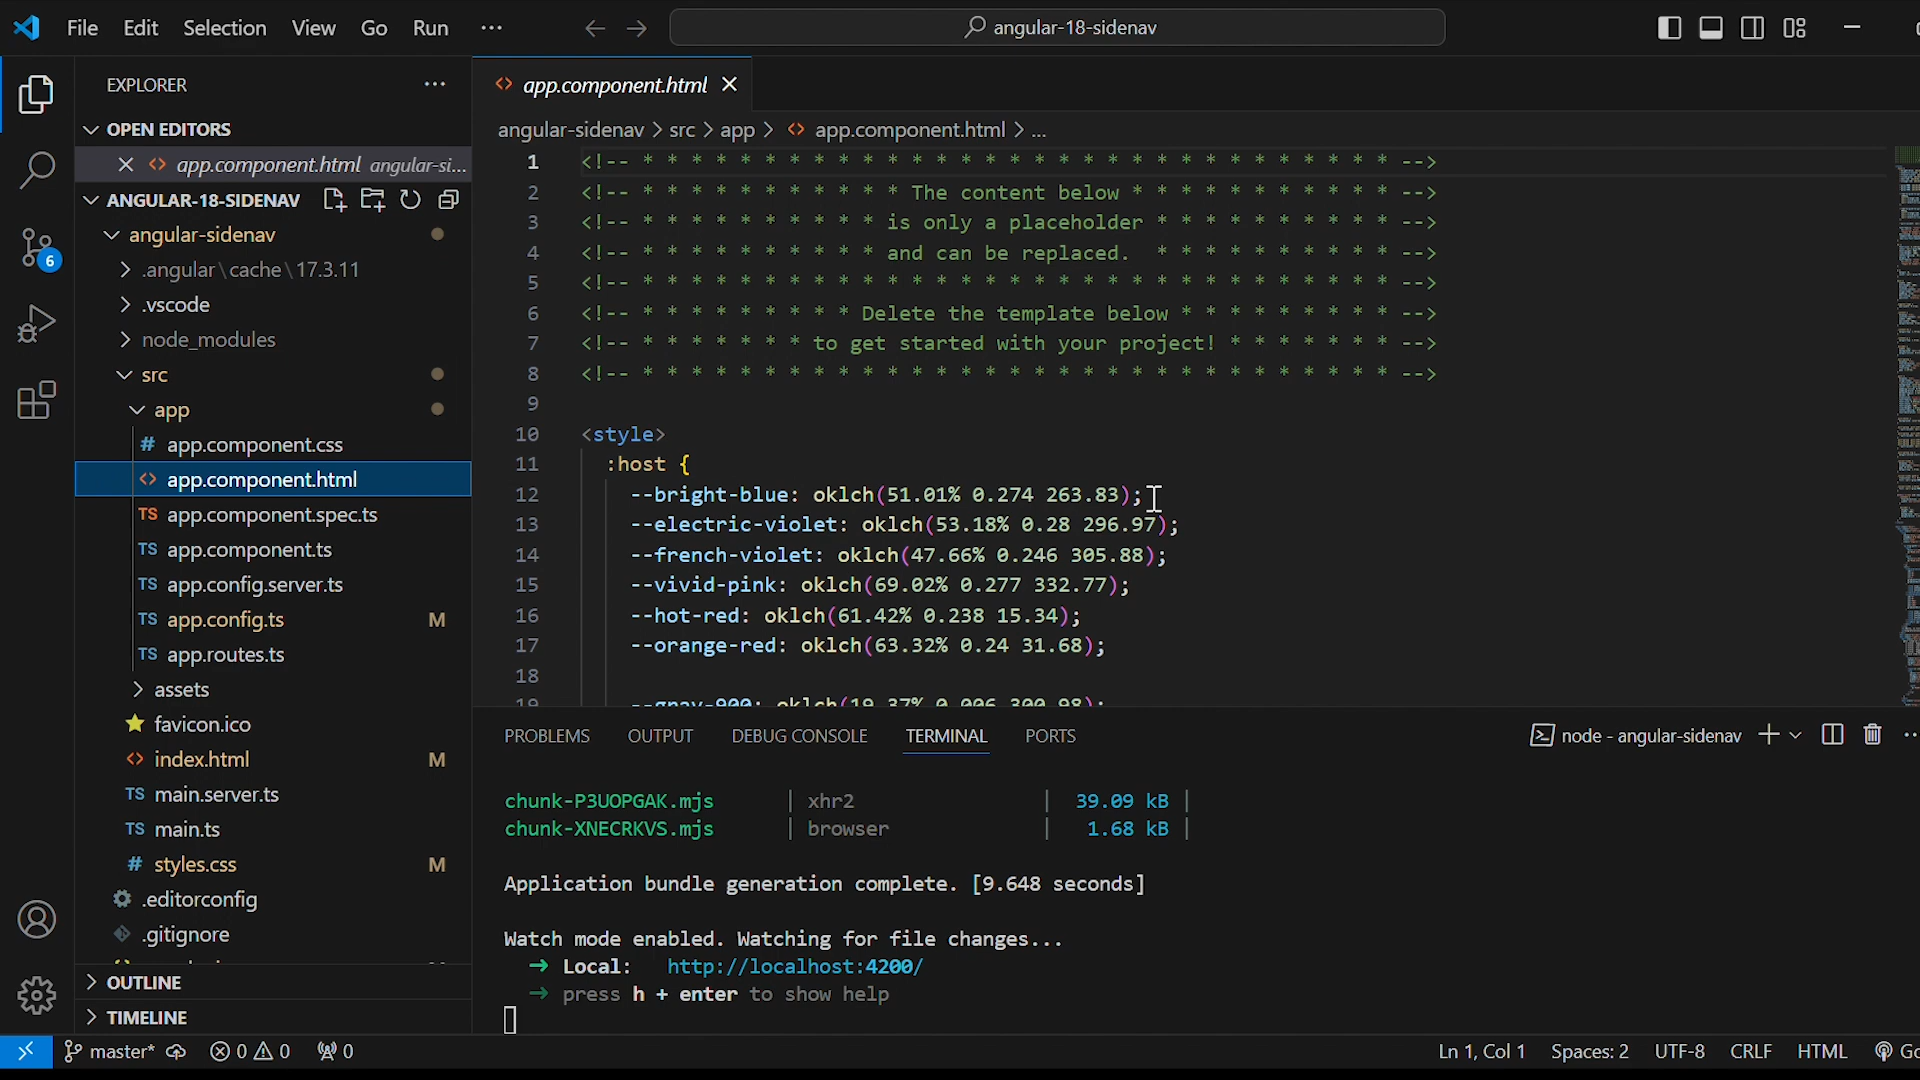 File Edit Selection View Go Run ··· angular-18-sidenav
EXPLORER ···
OPEN EDITORS
app.component.html angular-si...
ANGULAR-18-SIDENAV
angular-sidenav
.angular\cache\17.3.11
.vscode
node_modules
src
app
# app.component.css
<> app.component.html
TS app.component.spec.ts
TS app.component.ts
TS app.config.server.ts
TS app.config.ts M
TS app.routes.ts
assets
favicon.ico
<> index.html M
TS main.server.ts
TS main.ts
# styles.css M
.editorconfig
.gitignore
OUTLINE
TIMELINE
6
<> app.component.html
angular-sidenav > src > app > <> app.component.html > ...
1 <!-- * * * * * * * * * * * * * * * * * * * * * * * * * * * * * * * -->
2 <!-- * * * * * * * * * * * The content below * * * * * * * * * * * -->
3 <!-- * * * * * * * * * * is only a placeholder * * * * * * * * * * -->
4 <!-- * * * * * * * * * * and can be replaced.  * * * * * * * * * * -->
5 <!-- * * * * * * * * * * * * * * * * * * * * * * * * * * * * * * * -->
6 <!-- * * * * * * * * * Delete the template below * * * * * * * * * -->
7 <!-- * * * * * * * to get started with your project! * * * * * * * -->
8 <!-- * * * * * * * * * * * * * * * * * * * * * * * * * * * * * * * -->
9
10 <style>
11 :host {
12 --bright-blue: oklch(51.01% 0.274 263.83);
13 --electric-violet: oklch(53.18% 0.28 296.97);
14 --french-violet: oklch(47.66% 0.246 305.88);
15 --vivid-pink: oklch(69.02% 0.277 332.77);
16 --hot-red: oklch(61.42% 0.238 15.34);
17 --orange-red: oklch(63.32% 0.24 31.68);
18
19 --gray-900: oklch(19.37% 0.006 300.98);
PROBLEMS OUTPUT DEBUG CONSOLE TERMINAL PORTS node - angular-sidenav
chunk-P3UOPGAK.mjs | xhr2 | 39.09 kB |
chunk-XNECRKVS.mjs | browser | 1.68 kB |
Application bundle generation complete. [9.648 seconds]
Watch mode enabled. Watching for file changes...
➜ Local: http://localhost:4200/
➜ press h + enter to show help
master* 0 0 0 Ln 1, Col 1 Spaces: 2 UTF-8 CRLF HTML Go